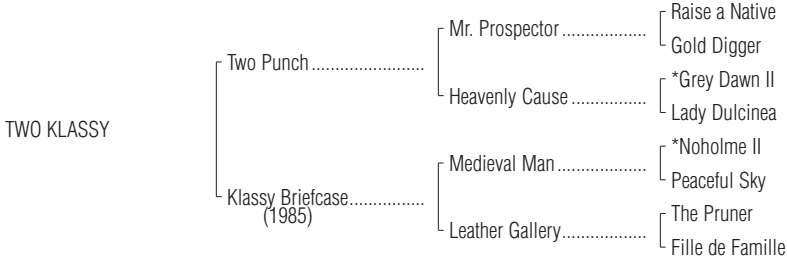 Raise a Native
Mr. Prospector..................
Gold Digger
Two Punch........................
*Grey Dawn II
Heavenly Cause................
Lady Dulcinea
TWO KLASSY
*Noholme II
Medieval Man...................
Peaceful Sky
Klassy Briefcase................
(1985)
The Pruner
Leather Gallery..................
Fille de Famille